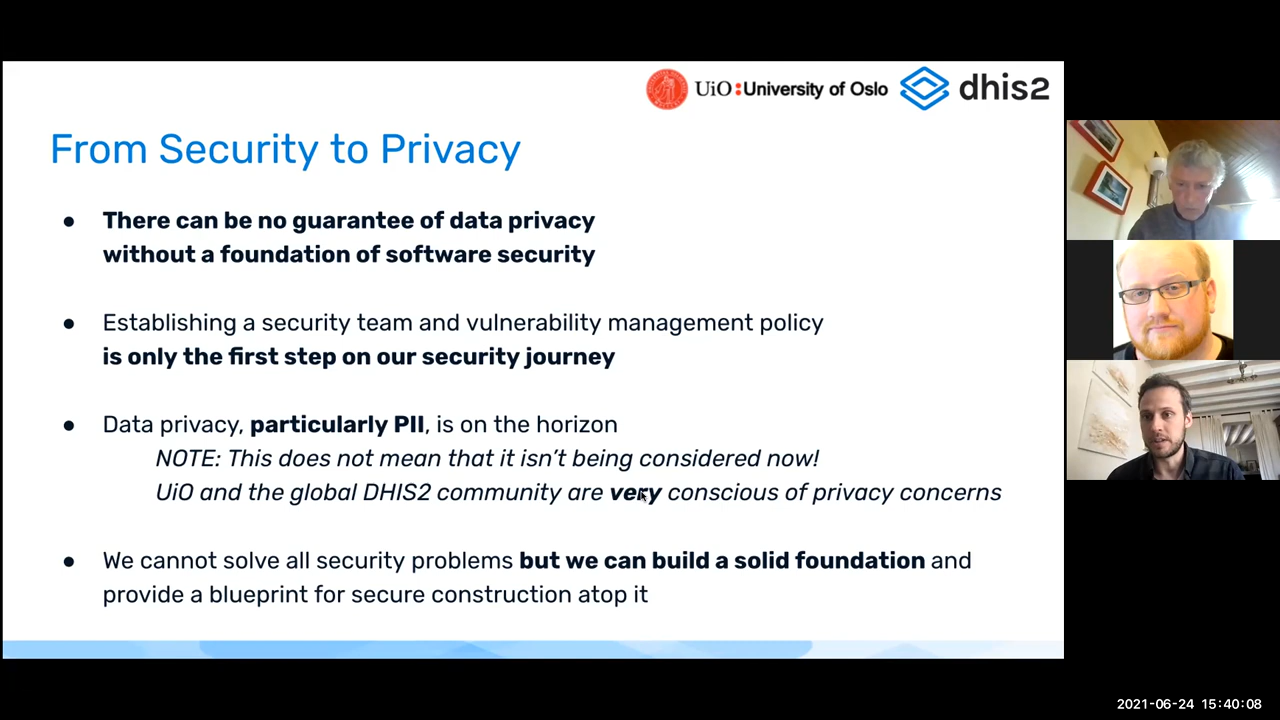 UiO:University of Oslo dhis2
From Security to Privacy
● There can be no guarantee of data privacy
without a foundation of software security
● Establishing a security team and vulnerability management policy
is only the first step on our security journey
● Data privacy, particularly PII, is on the horizon
NOTE: This does not mean that it isn't being considered now!
UiO and the global DHIS2 community are very conscious of privacy concerns
● We cannot solve all security problems but we can build a solid foundation and
provide a blueprint for secure construction atop it
2021-06-24 15:40:08